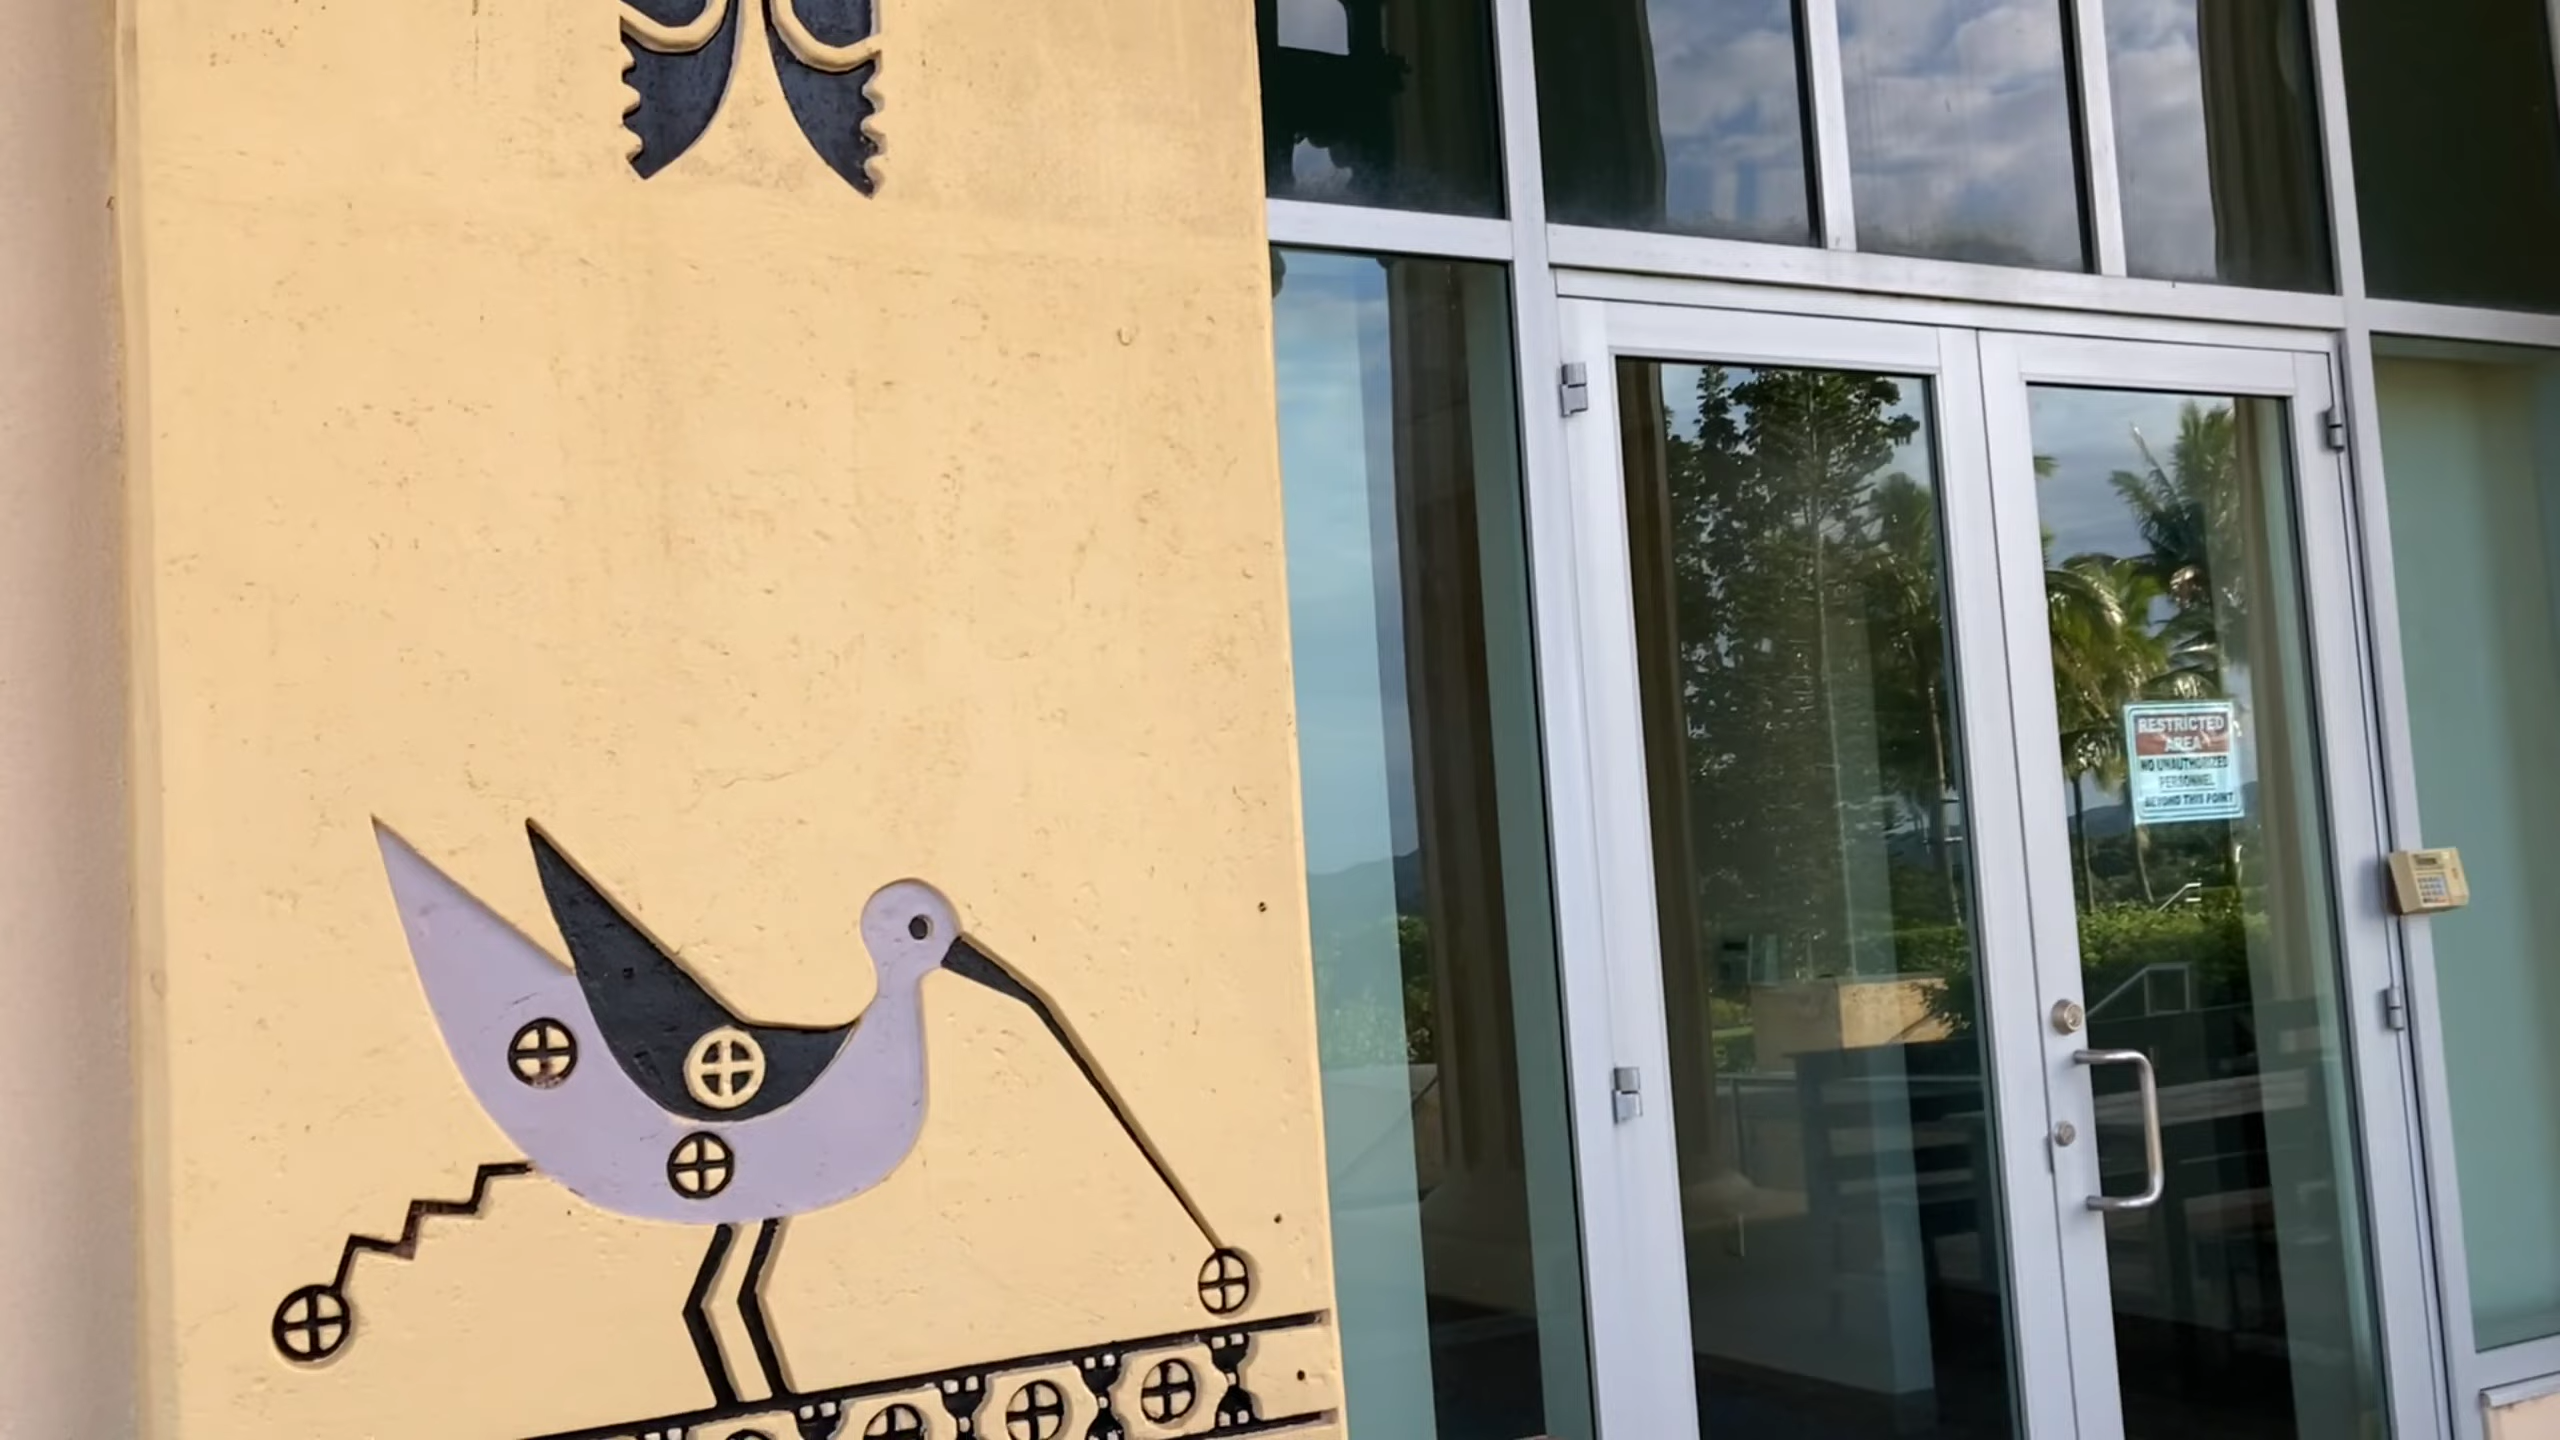 RESTRICTED
AREA
NO UNAUTHORIZED
PERSONNEL
BEYOND THIS POINT